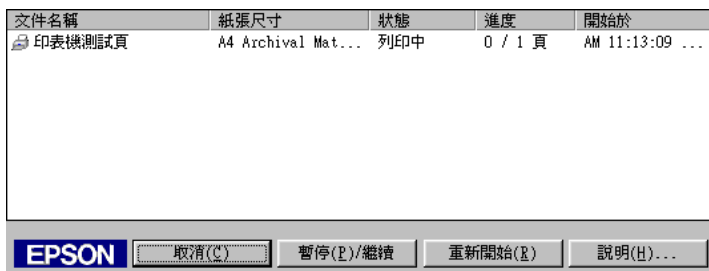 文件名稱 紙張尺寸 狀態 進度 開始於
印表機測試頁 A4 Archival Mat... 列印中 0 / 1 頁 AM 11:13:09 ...
EPSON 取消(C) 暫停(P)/繼續 重新開始(R) 說明(H)...